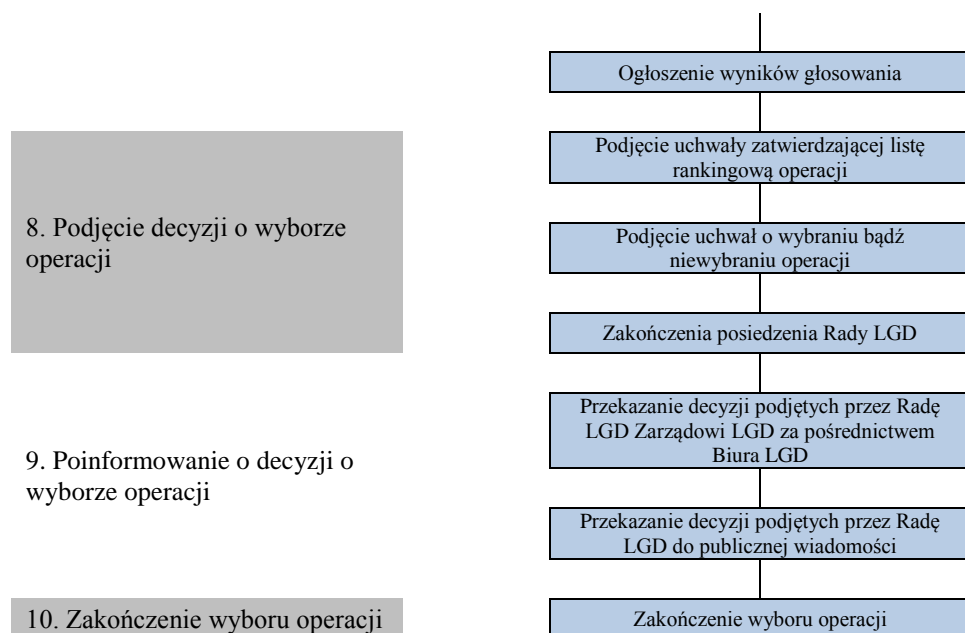 Ogłoszenie wyników głosowania
Podjęcie uchwały zatwierdzającej listę
rankingową operacji
8. Podjęcie decyzji o wyborze
operacji
Podjęcie uchwał o wybraniu bądź
niewybraniu operacji
Zakończenia posiedzenia Rady LGD
Przekazanie decyzji podjętych przez Radę
LGD Zarządowi LGD za pośrednictwem
Biura LGD
9. Poinformowanie o decyzji o
wyborze operacji
Przekazanie decyzji podjętych przez Radę
LGD do publicznej wiadomości
10. Zakończenie wyboru operacji
Zakończenie wyboru operacji